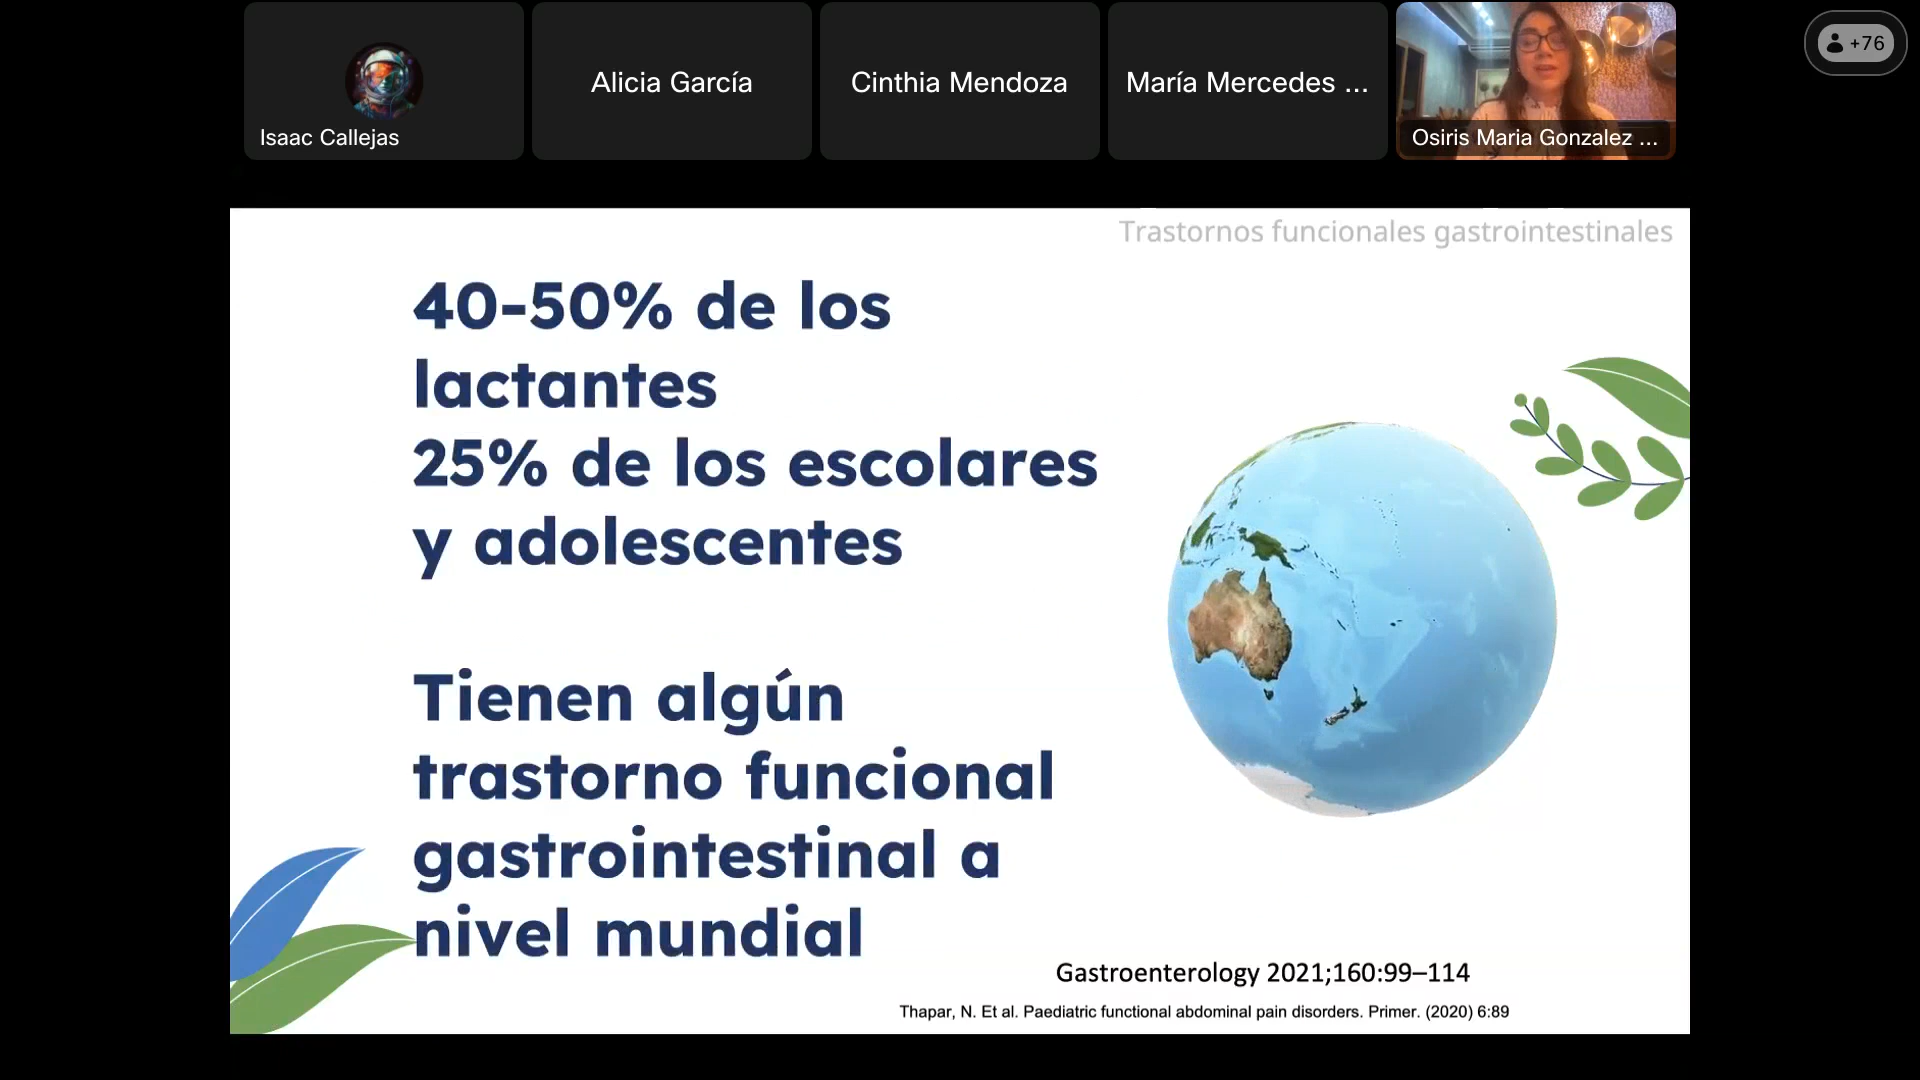 Isaac Callejas
Alicia García
Cinthia Mendoza
María Mercedes ...
Osiris Maria Gonzalez ...
+76
Trastornos funcionales gastrointestinales
40-50% de los
lactantes
25% de los escolares
y adolescentes
Tienen algún
trastorno funcional
gastrointestinal a
nivel mundial
Gastroenterology 2021;160:99–114
Thapar, N. Et al. Paediatric functional abdominal pain disorders. Primer. (2020) 6:89